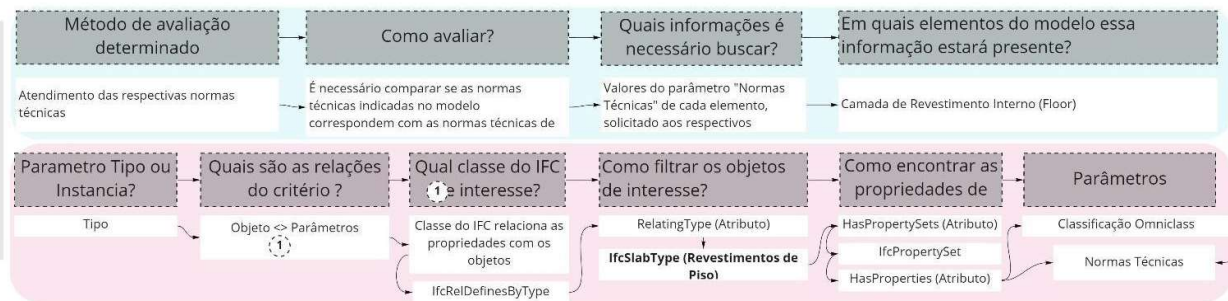 Método de avaliação
determinado
Como avaliar?
Quais informações é
necessário buscar?
Em quais elementos do modelo essa
informação estará presente?
Atendimento das respectivas normas
técnicas
É necessário comparar se as normas
técnicas indicadas no modelo
correspondem com as normas técnicas de
Valores do parâmetro "Normas
Técnicas" de cada elemento,
solicitado aos respectivos
Camada de Revestimento Interno (Floor)
Parametro Tipo ou
Instancia?
Quais são as relações
do critério ?
Qual classe do IFC
1 e interesse?
Como filtrar os objetos
de interesse?
Como encontrar as
propriedades de
Parâmetros
Tipo
Objeto <> Parâmetros
1
Classe do IFC relaciona as
propriedades com os
objetos
IfcRelDefinesByType
RelatingType (Atributo)
IfcSlabType (Revestimentos de
Piso)
HasPropertySets (Atributo)
IfcPropertySet
HasProperties (Atributo)
Classificação Omniclass
Normas Técnicas